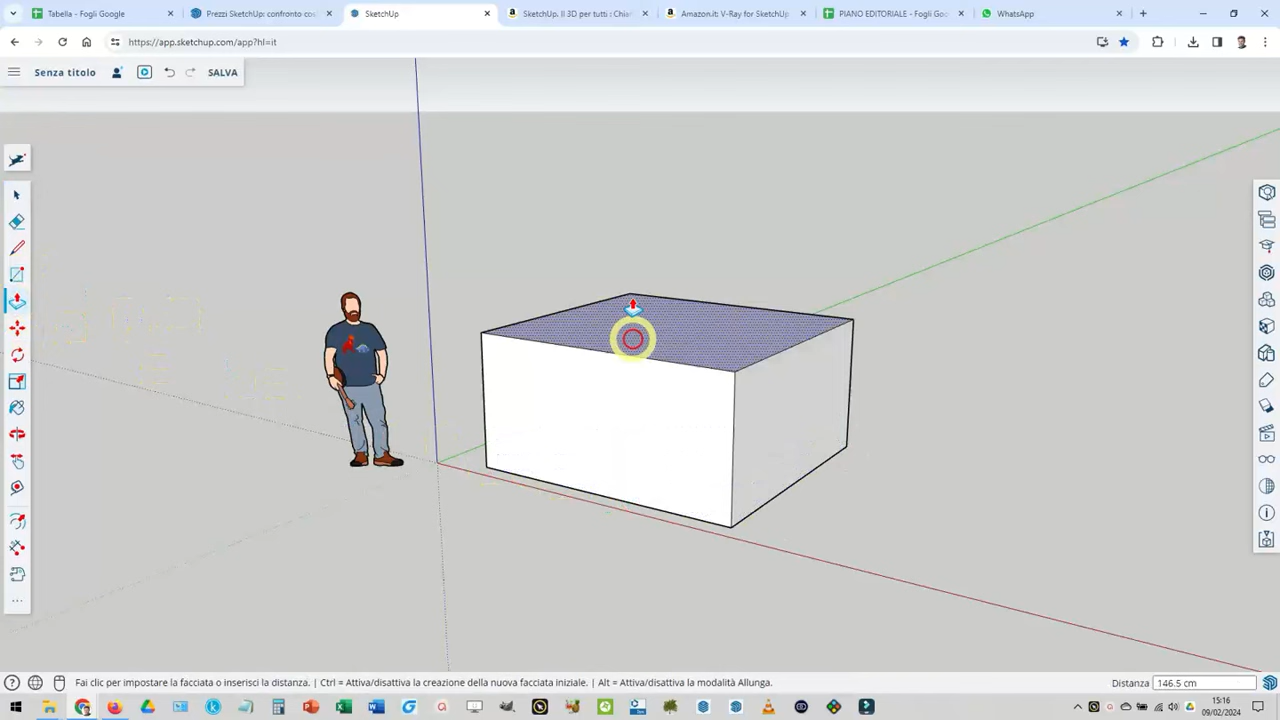 Tabella - Fogli Google
Prezzi SketchUp: confronto co
SketchUp
SketchUp. Il 3D per tutti : Chiar
Amazon.it: V-Ray for SketchUp
PIANO EDITORIALE - Fogli Goo
WhatsApp
https://app.sketchup.com/app?hl=it
Senza titolo
SALVA
Fai clic per impostare la facciata o inserisci la distanza. | Ctrl = Attiva/disattiva la creazione della nuova facciata iniziale. | Alt = Attiva/disattiva la modalità Allunga.
Distanza
146.5 cm
15:16
09/02/2024